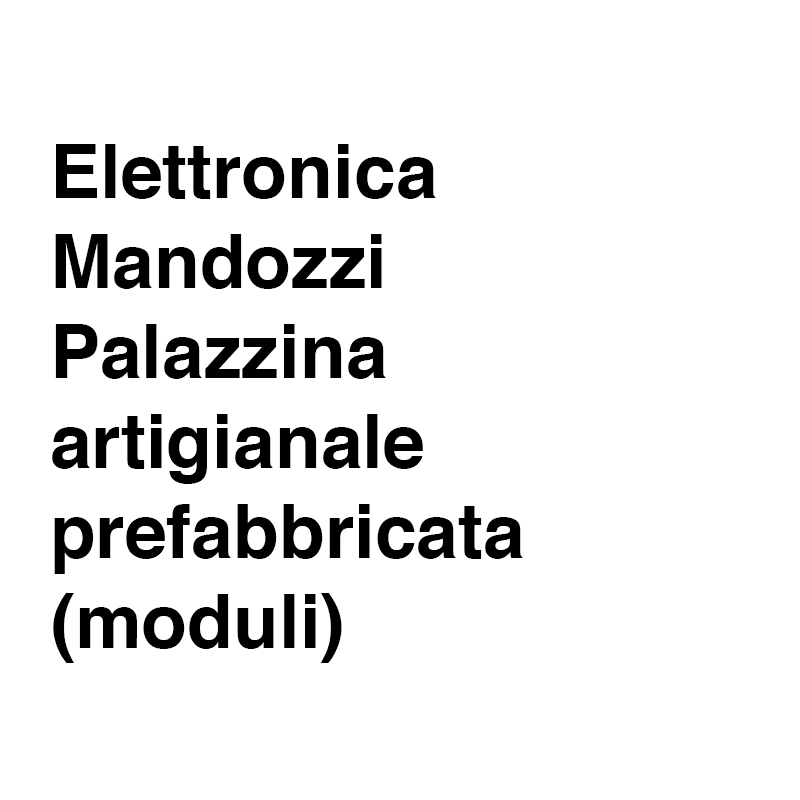 Elettronica
Mandozzi
Palazzina
artigianale
prefabbricata
(moduli)